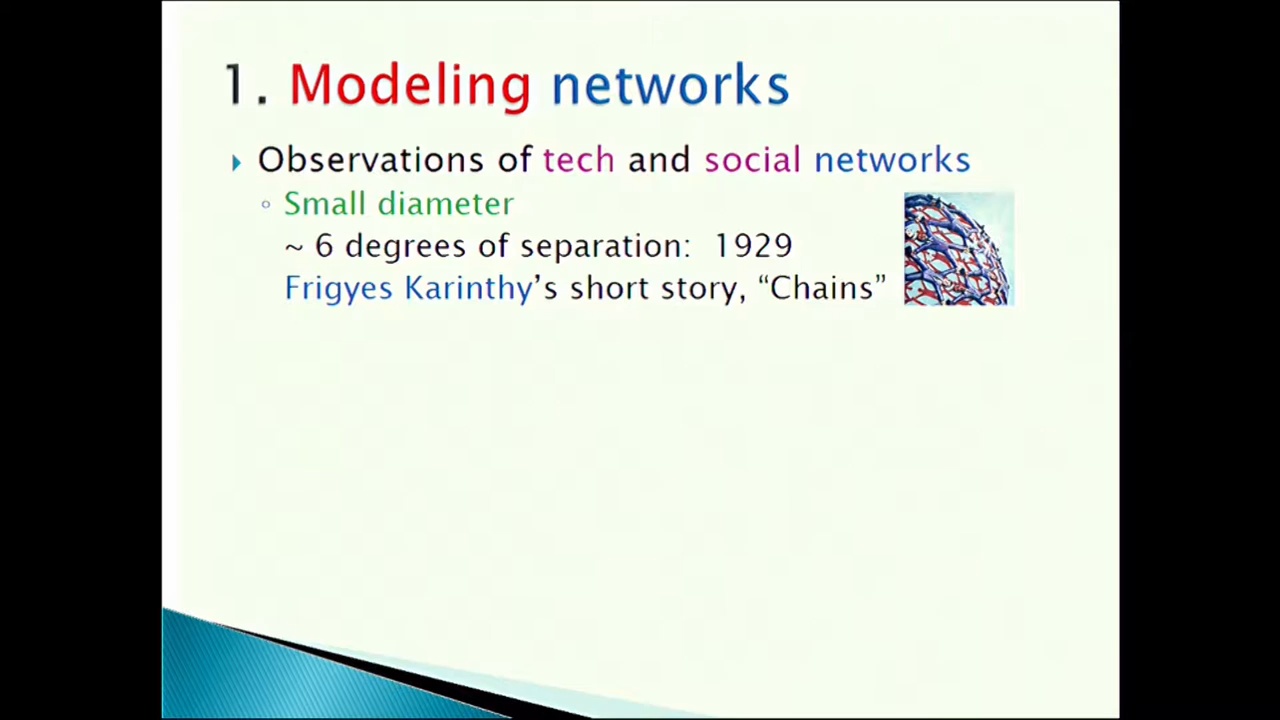 1. Modeling networks
Observations of tech and social networks
Small diameter
~ 6 degrees of separation: 1929
Frigyes Karinthy’s short story, “Chains”